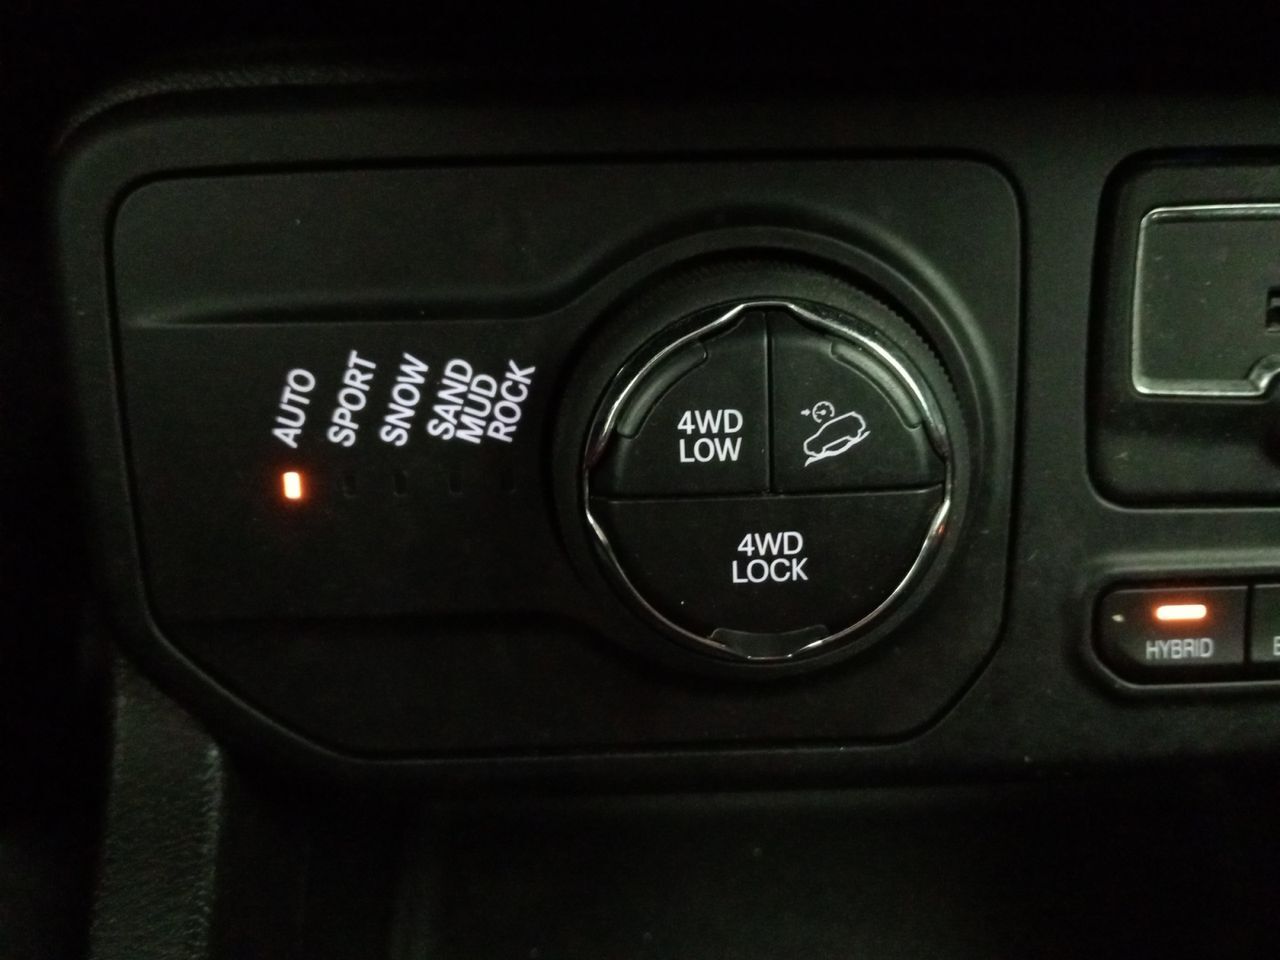 AUTO
SPORT
SNOW
SAND
MUD
ROCK
4WD
LOW
4WD
LOCK
HYBRID